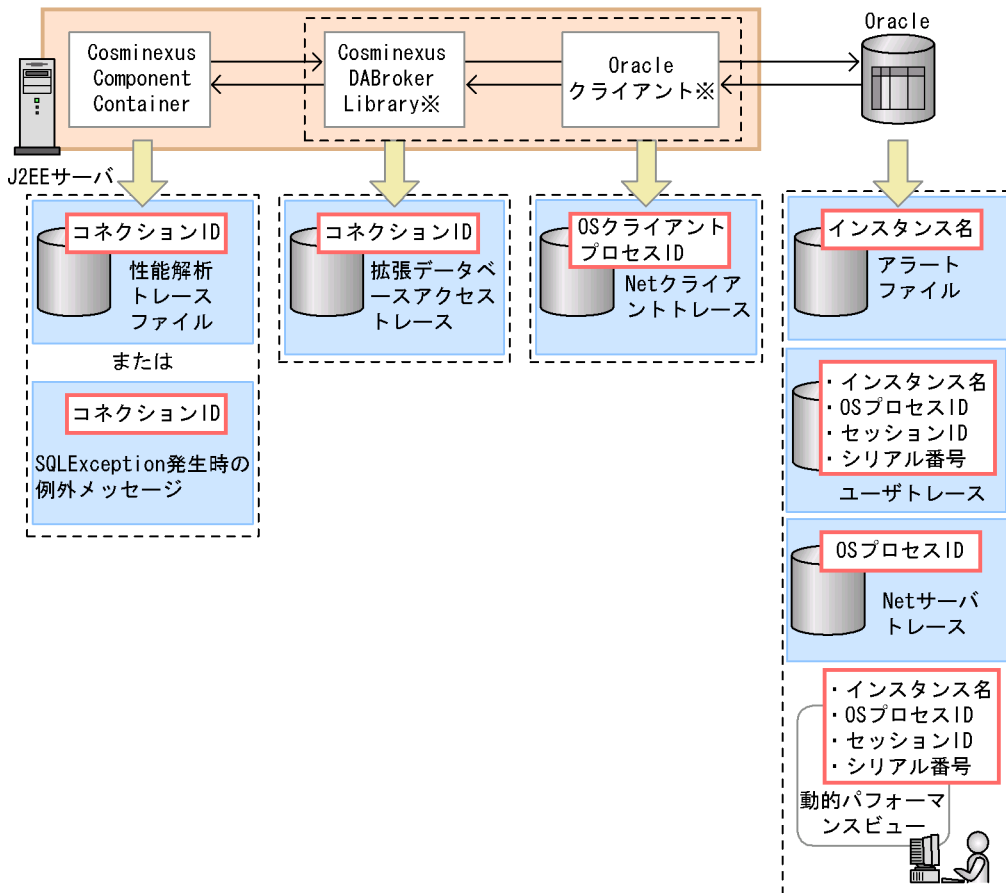 Cosminexus
Component
Container
Cosminexus
DABroker
Library※
Oracle
クライアント※
Oracle
J2EEサーバ
コネクションID
性能解析
トレース
ファイル
または
コネクションID
SQLException発生時の
例外メッセージ
コネクションID
拡張データベ
ースアクセス
トレース
OSクライアント
プロセスID
Netクライア
ントトレース
インスタンス名
アラート
ファイル
・インスタンス名
・OSプロセスID
・セッションID
・シリアル番号
ユーザトレース
OSプロセスID
Netサーバ
トレース
・インスタンス名
・OSプロセスID
・セッションID
・シリアル番号
動的パフォーマ
ンスビュー